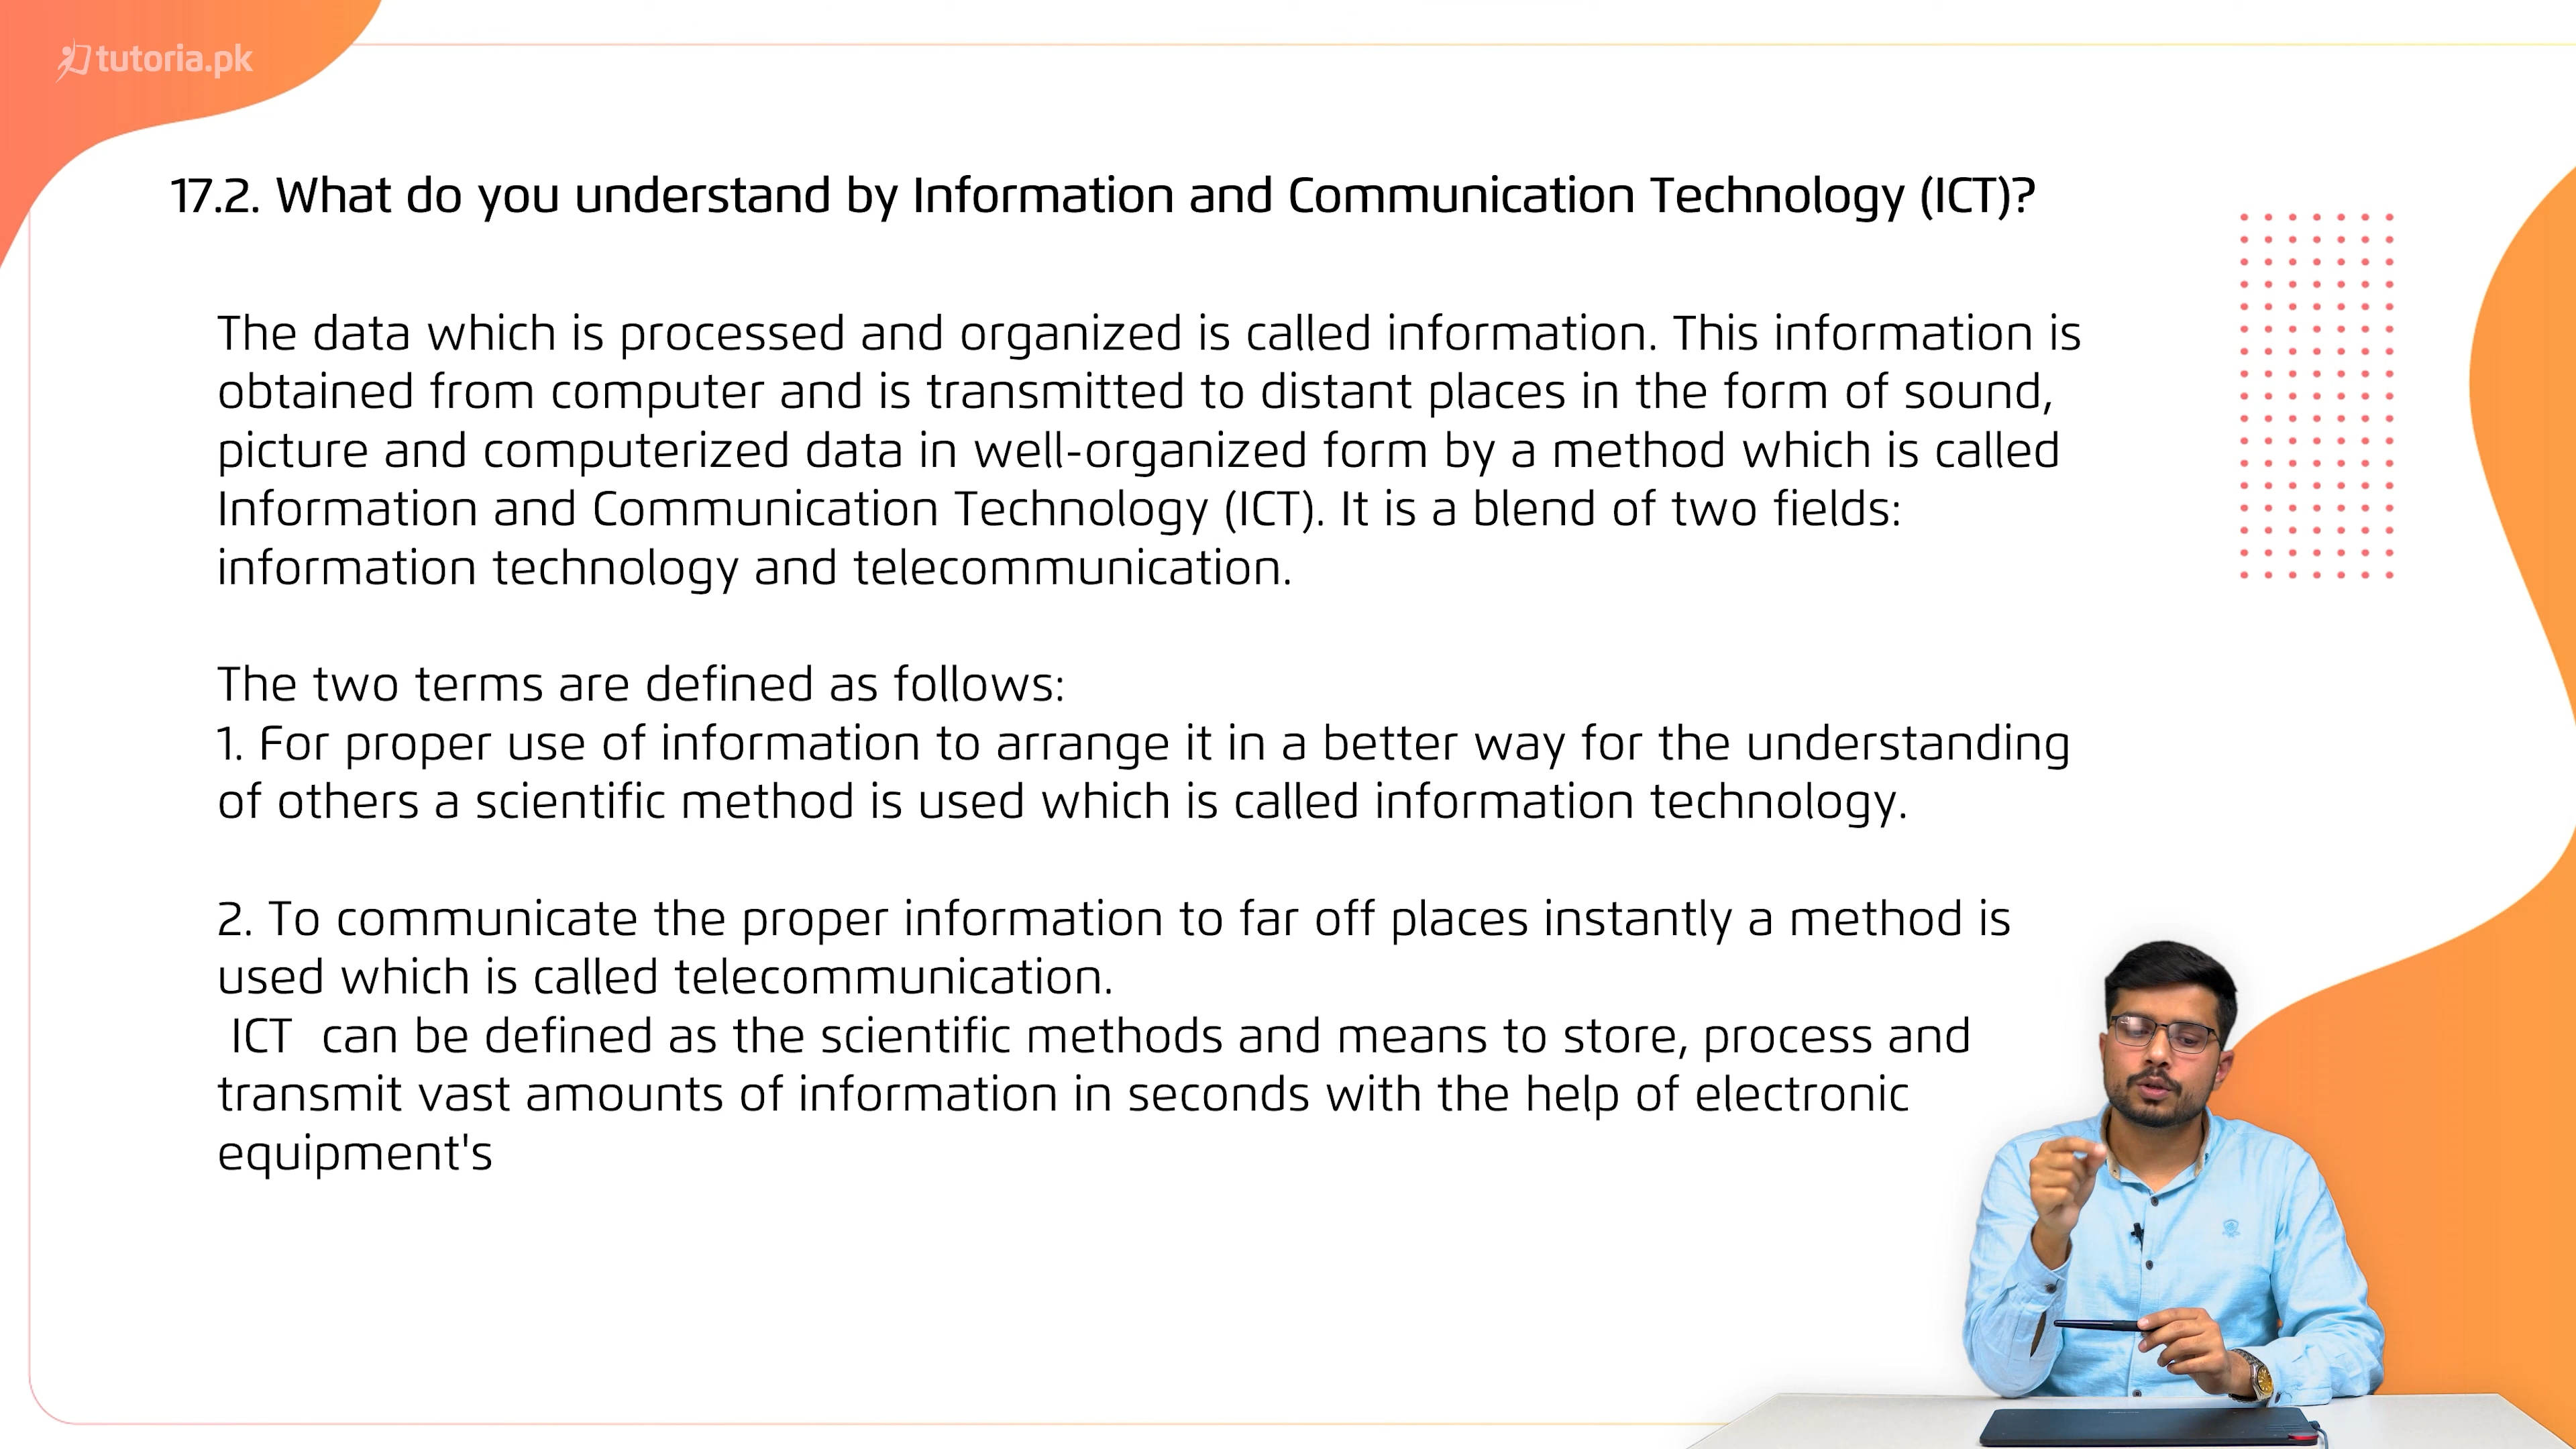 tutoria.pk
17.2. What do you understand by Information and Communication Technology (ICT)?
The data which is processed and organized is called information. This information is
obtained from computer and is transmitted to distant places in the form of sound,
picture and computerized data in well-organized form by a method which is called
Information and Communication Technology (ICT). It is a blend of two fields:
information technology and telecommunication.
The two terms are defined as follows:
1. For proper use of information to arrange it in a better way for the understanding
of others a scientific method is used which is called information technology.
2. To communicate the proper information to far off places instantly a method is
used which is called telecommunication.
ICT can be defined as the scientific methods and means to store, process and
transmit vast amounts of information in seconds with the help of electronic
equipment's